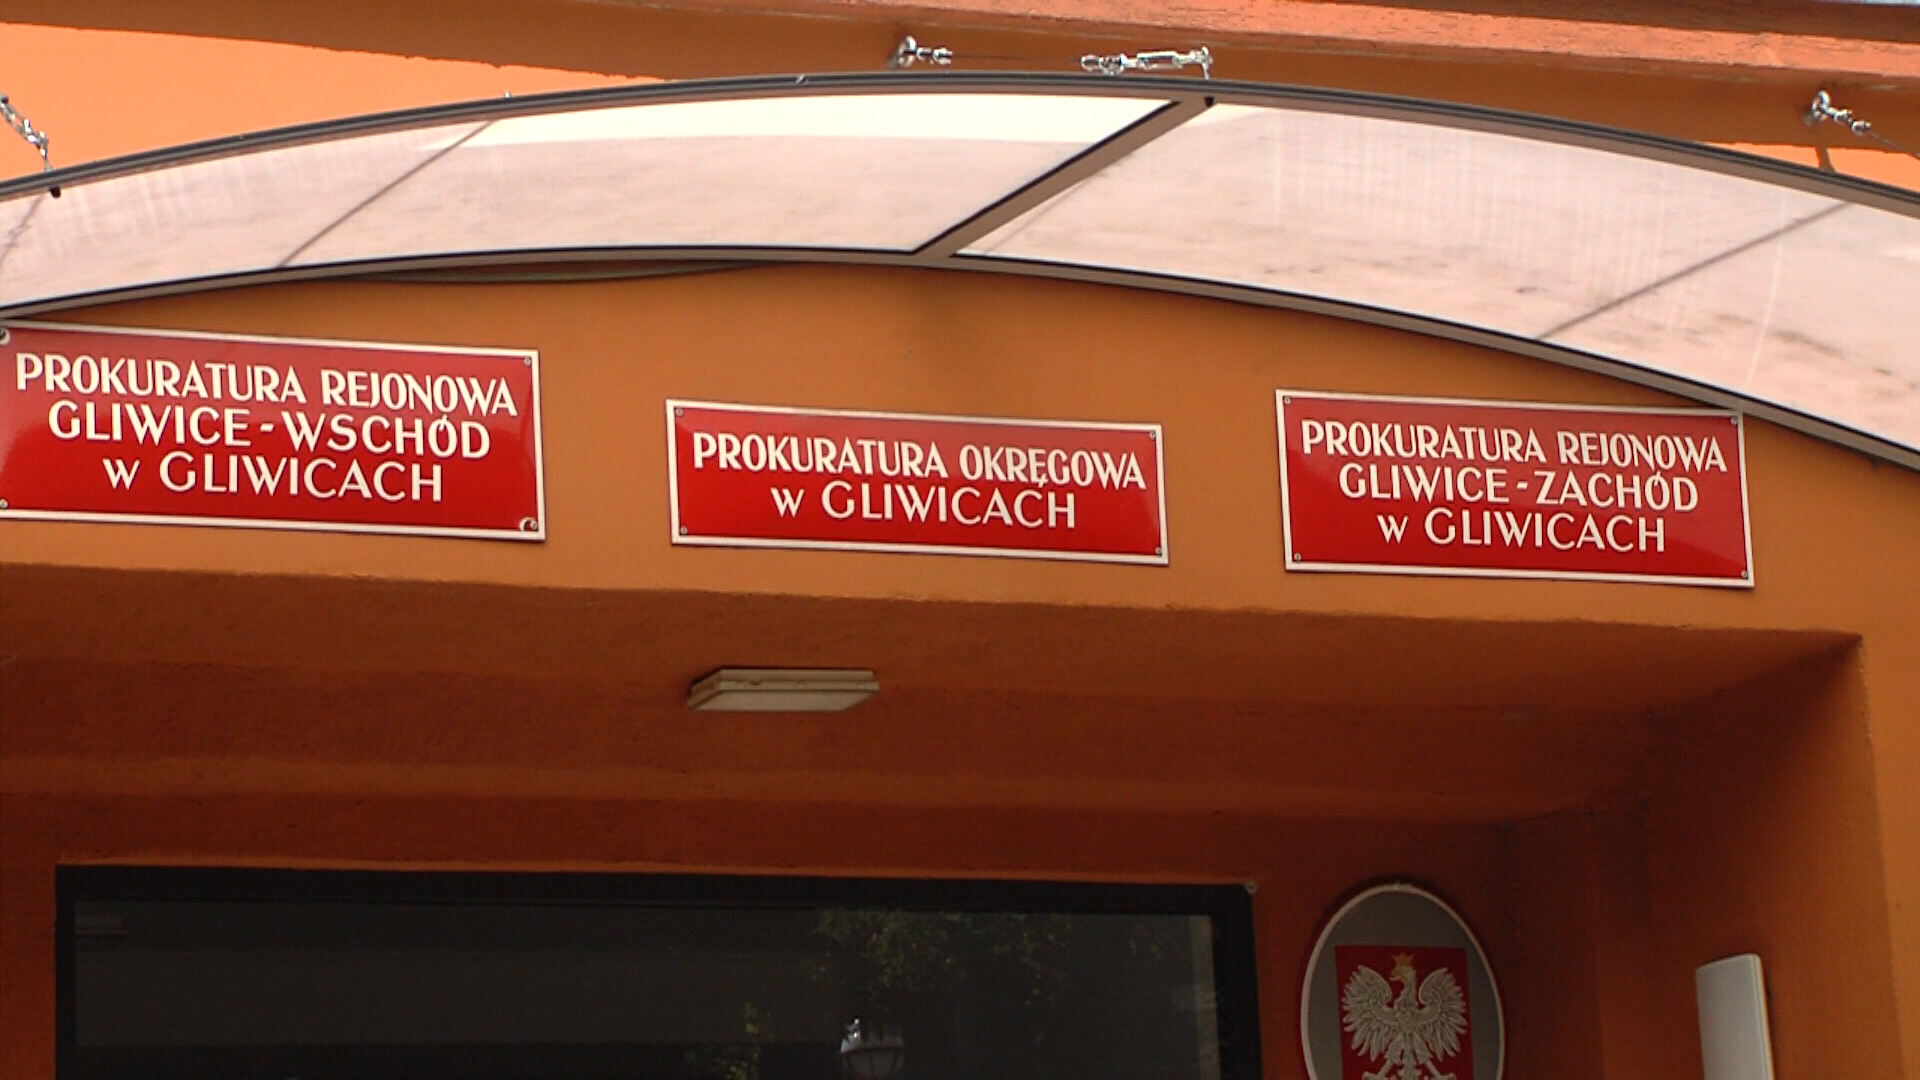 PROKURATURA REJONOWA
GLIWICE - WSCHÓD
W GLIWICACH
PROKURATURA OKRĘGOWA
W GLIWICACH
PROKURATURA REJONOWA
GLIWICE - ZACHÓD
W GLIWICACH